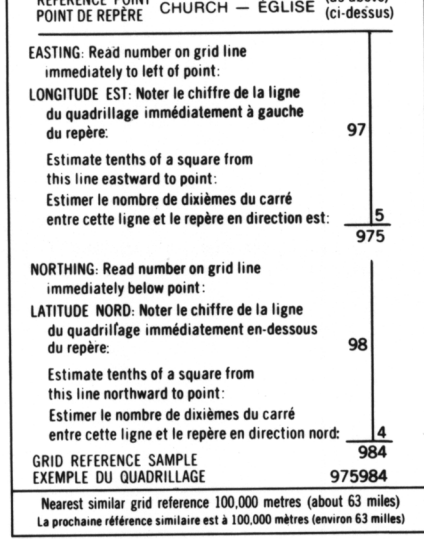 REFERENCE POINT
POINT DE REPÈRE CHURCH — ÉGLISE (ci-dessus)
EASTING: Read number on grid line
immediately to left of point:
LONGITUDE EST: Noter le chiffre de la ligne
du quadrillage immédiatement à gauche
du repère: 97
Estimate tenths of a square from
this line eastward to point:
Estimer le nombre de dixièmes du carré
entre cette ligne et le repère en direction est: 5
975
NORTHING: Read number on grid line
immediately below point:
LATITUDE NORD: Noter le chiffre de la ligne
du quadrillage immédiatement en-dessous
du repère: 98
Estimate tenths of a square from
this line northward to point:
Estimer le nombre de dixièmes du carré
entre cette ligne et le repère en direction nord: 4
984
GRID REFERENCE SAMPLE
EXEMPLE DU QUADRILLAGE 975984
Nearest similar grid reference 100,000 metres (about 63 miles)
La prochaine référence similaire est à 100,000 mètres (environ 63 milles)